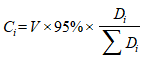 C_i = V × 95% × D_i / ∑ D_i